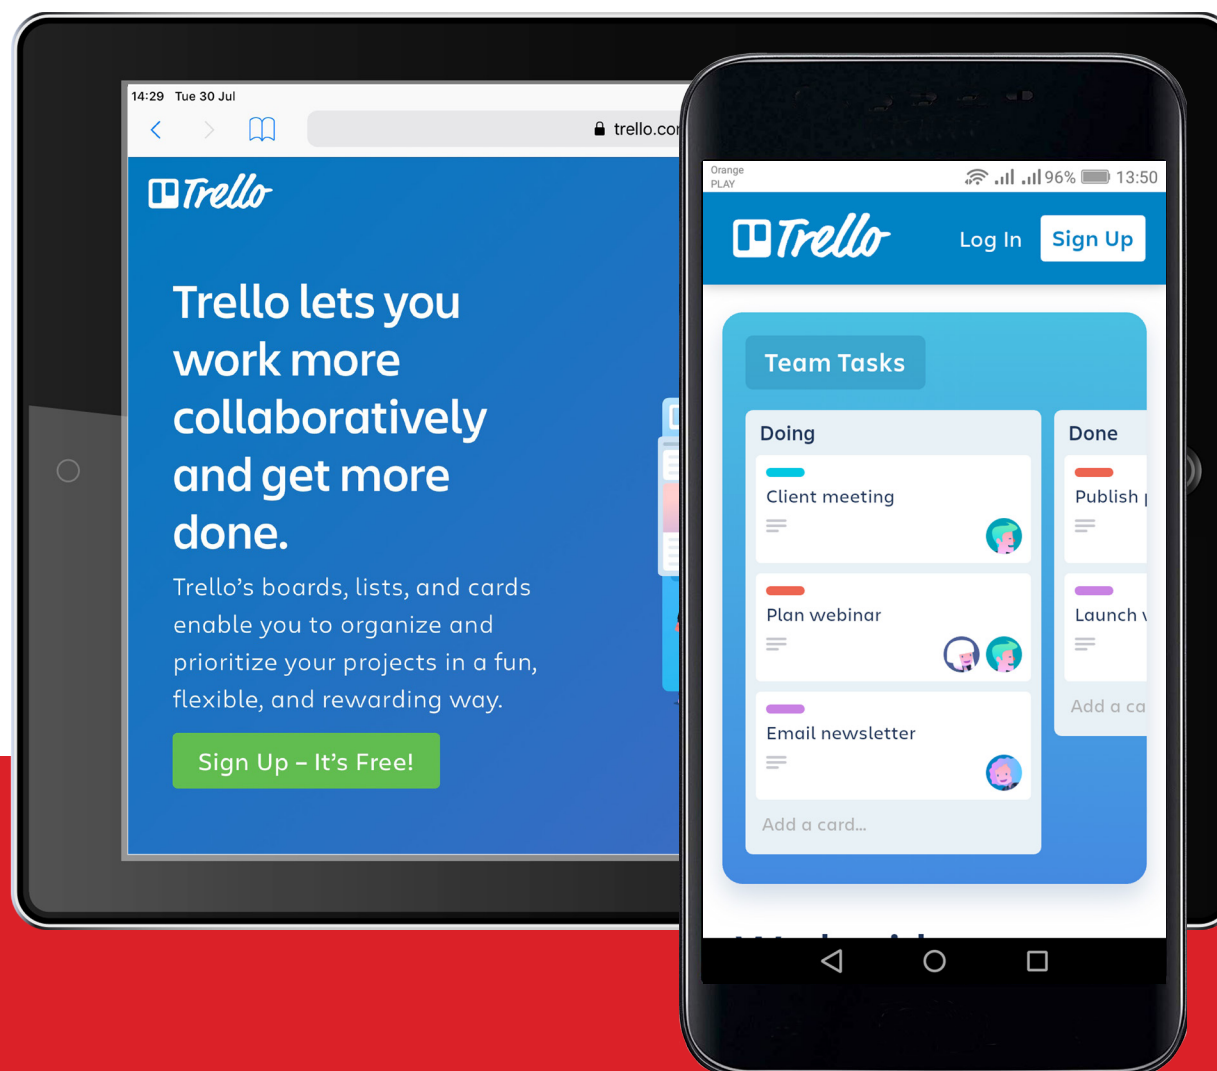 14:29 Tue 30 Jul
trello.co
Trello
Trello lets you
work more
collaboratively
and get more
done.
Trello's boards, lists, and cards
enable you to organize and
prioritize your projects in a fun,
flexible, and rewarding way.
Sign Up – It's Free!
Orange
PLAY
96% 13:50
Trello
Log In
Sign Up
Team Tasks
Doing
Client meeting
Plan webinar
Email newsletter
Add a card...
Done
Publish
Launch
Add a ca